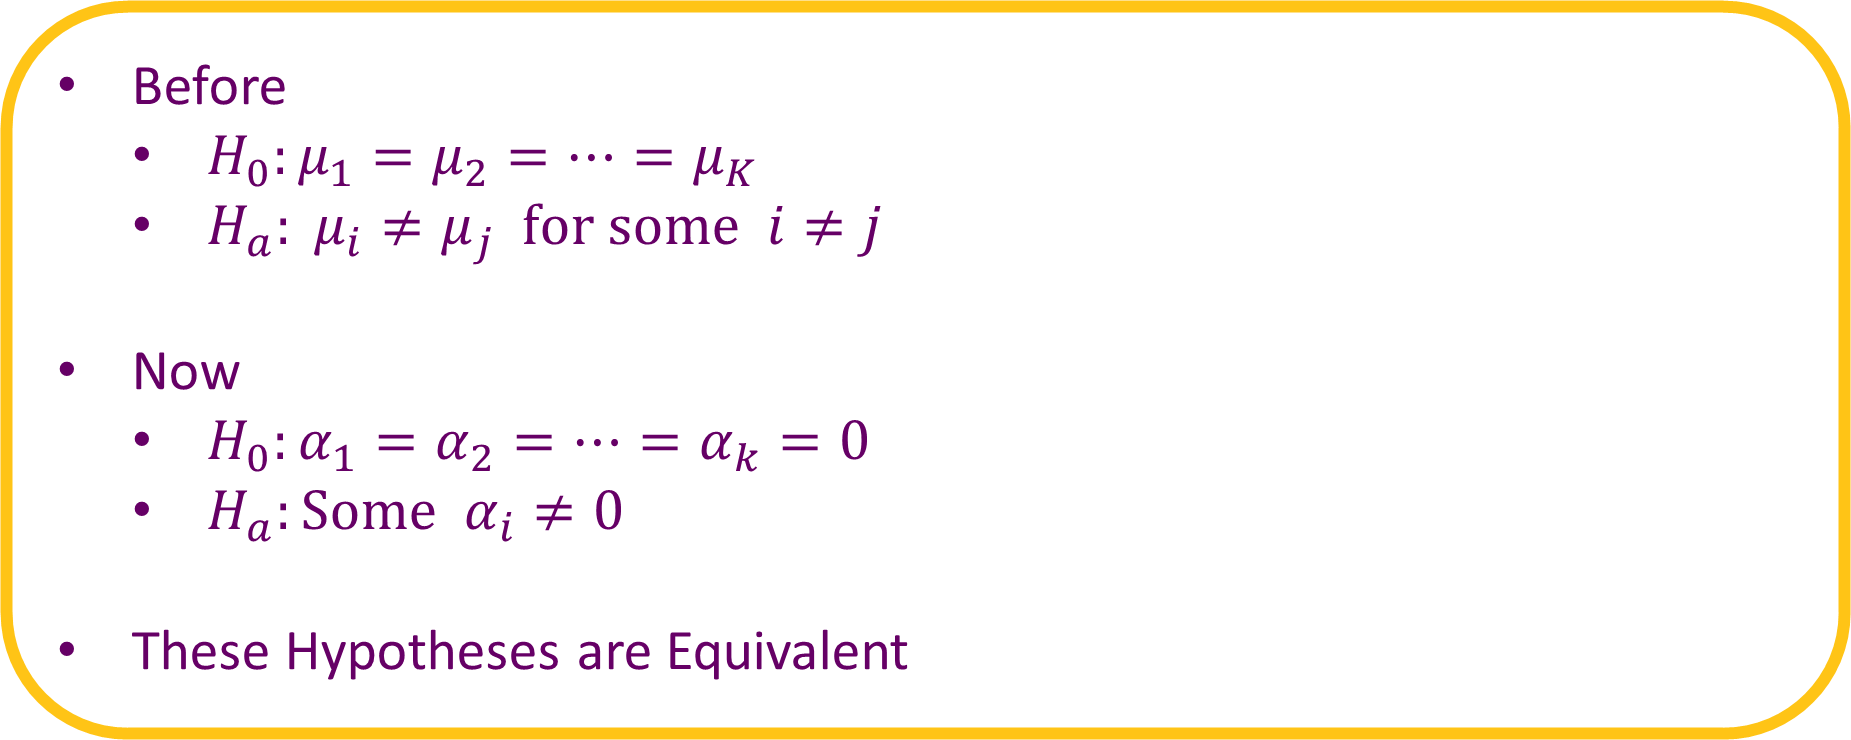 • Before
• H₀: μ₁ = μ₂ = ⋯ = μ_K
• Hₐ: μᵢ ≠ μⱼ for some i ≠ j
• Now
• H₀: α₁ = α₂ = ⋯ = αₖ = 0
• Hₐ: Some αᵢ ≠ 0
• These Hypotheses are Equivalent